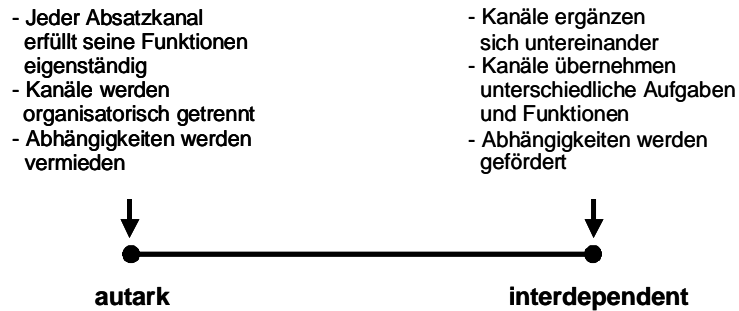 - Jeder Absatzkanal
erfüllt seine Funktionen
eigenständig
- Kanäle werden
organisatorisch getrennt
- Abhängigkeiten werden
vermieden
- Kanäle ergänzen
sich untereinander
- Kanäle übernehmen
unterschiedliche Aufgaben
und Funktionen
- Abhängigkeiten werden
gefördert
autark
interdependent